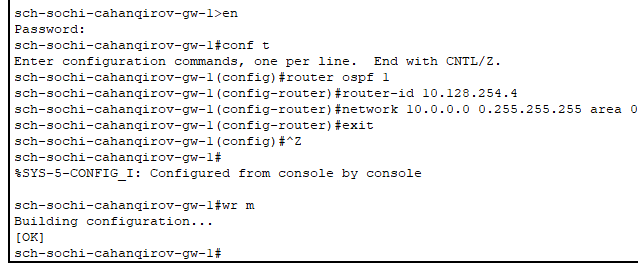 sch-sochi-cahanqirov-gw-1>en
Password:
sch-sochi-cahanqirov-gw-1#conf t
Enter configuration commands, one per line.  End with CNTL/Z.
sch-sochi-cahanqirov-gw-1(config)#router ospf 1
sch-sochi-cahanqirov-gw-1(config-router)#router-id 10.128.254.4
sch-sochi-cahanqirov-gw-1(config-router)#network 10.0.0.0 0.255.255.255 area 0
sch-sochi-cahanqirov-gw-1(config-router)#exit
sch-sochi-cahanqirov-gw-1(config)#^Z
sch-sochi-cahanqirov-gw-1#
%SYS-5-CONFIG_I: Configured from console by console
sch-sochi-cahanqirov-gw-1#wr m
Building configuration...
[OK]
sch-sochi-cahanqirov-gw-1#